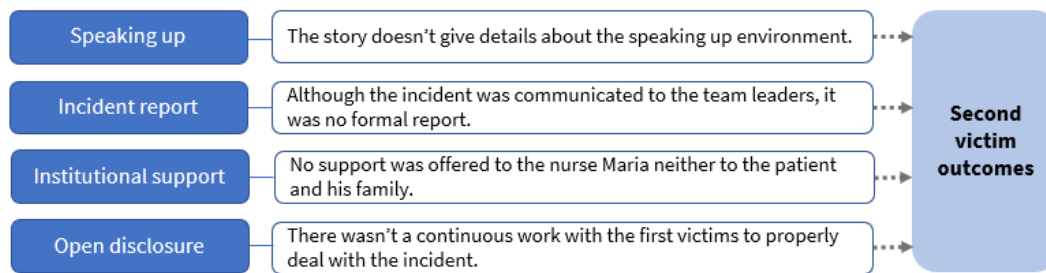 Speaking up
The story doesn't give details about the speaking up environment.
Incident report
Although the incident was communicated to the team leaders, it
was no formal report.
Institutional support
No support was offered to the nurse Maria neither to the patient
and his family.
Open disclosure
There wasn't a continuous work with the first victims to properly
deal with the incident.
Second
victim
outcomes